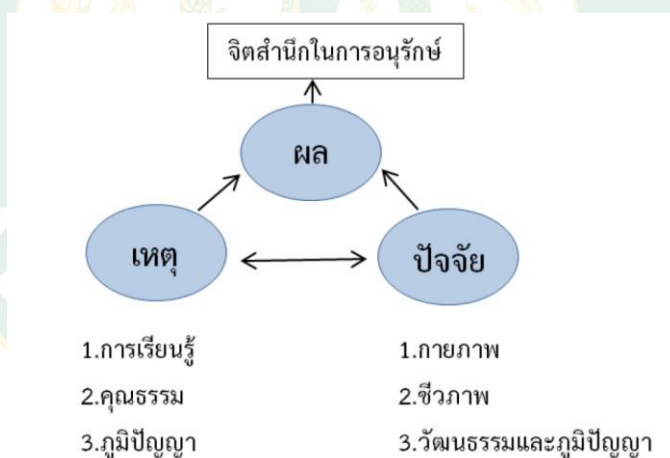 จิตสำนึกในการอนุรักษ์
ผล
เหตุ
ปัจจัย
1.การเรียนรู้
2.คุณธรรม
3.ภูมิปัญญา
1.กายภาพ
2.ชีวภาพ
3.วัฒนธรรมและภูมิปัญญา